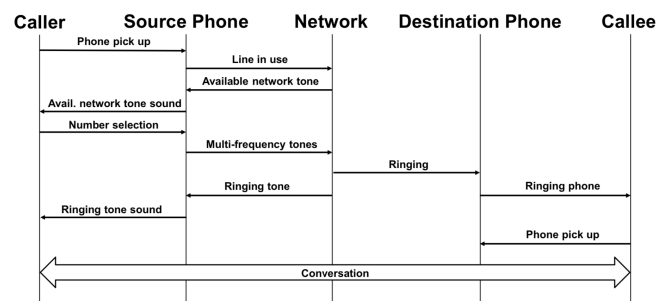 Caller Source Phone Network Destination Phone Callee
Phone pick up
Line in use
Available network tone
Avail. network tone sound
Number selection
Multi-frequency tones
Ringing
Ringing tone Ringing phone
Ringing tone sound
Phone pick up
Conversation